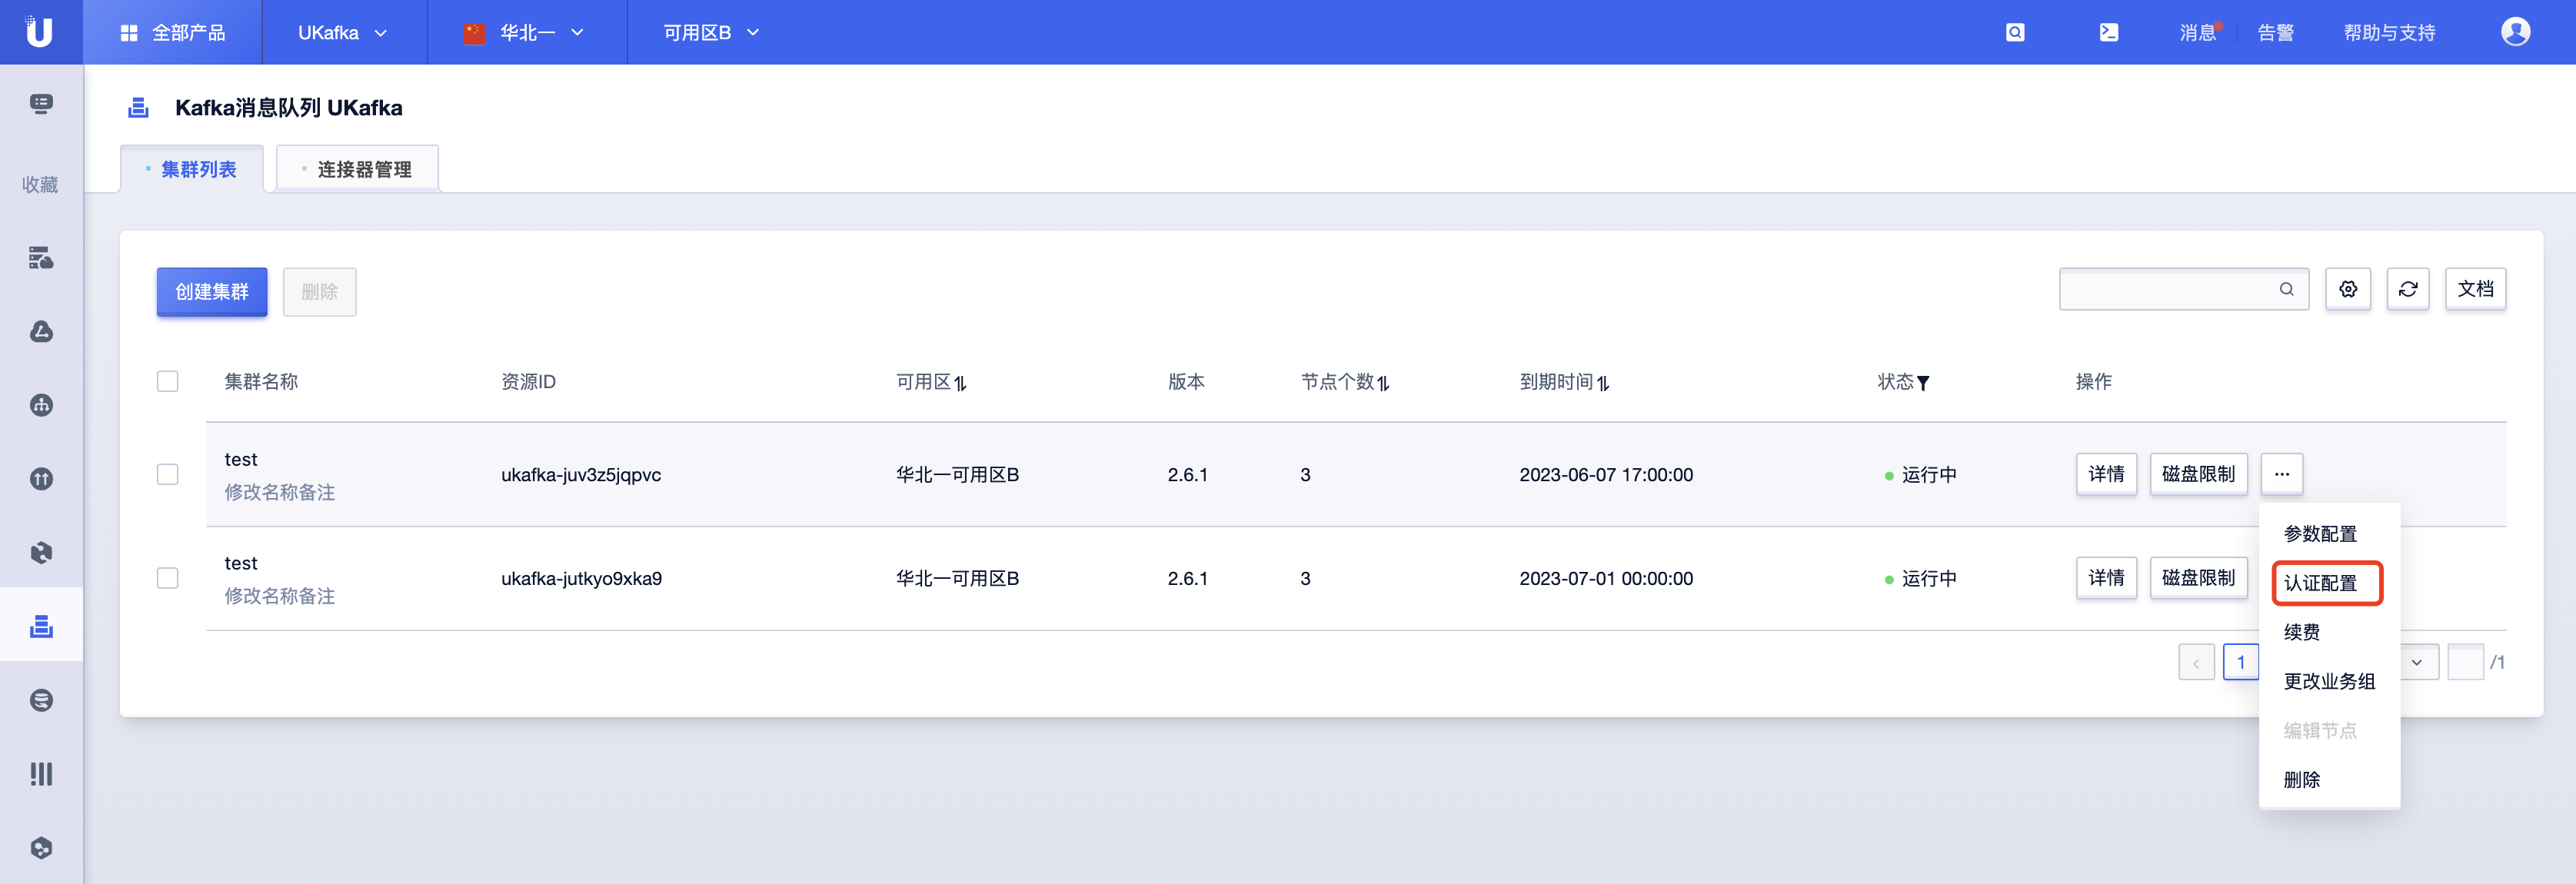 全部产品 UKafka 华北一 可用区B 消息 告警 帮助与支持
Kafka消息队列 UKafka
集群列表 连接器管理
收藏
创建集群 删除 文档
集群名称 资源ID 可用区 版本 节点个数 到期时间 状态 操作
test
修改名称备注
ukafka-juv3z5jqpvc 华北一可用区B 2.6.1 3 2023-06-07 17:00:00 运行中 详情 磁盘限制 ...
test
修改名称备注
ukafka-jutkyo9xka9 华北一可用区B 2.6.1 3 2023-07-01 00:00:00 运行中 详情 磁盘限制
参数配置
认证配置
续费
更改业务组
编辑节点
删除
1 /1